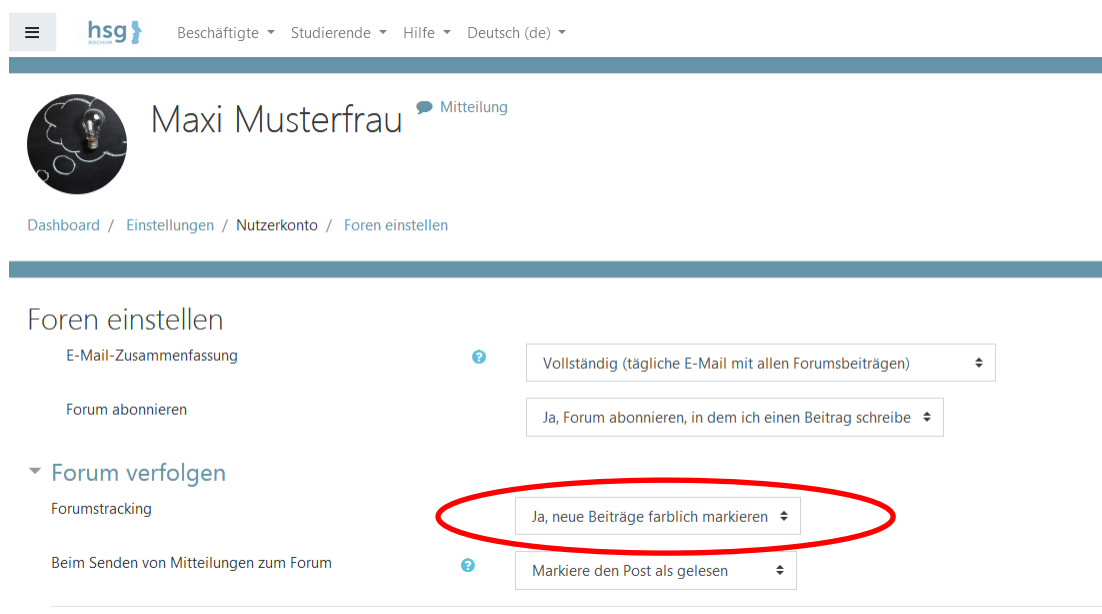 hsg
BOCHUM
Beschäftigte Studierende Hilfe Deutsch (de)
Maxi Musterfrau Mitteilung
Dashboard / Einstellungen / Nutzerkonto / Foren einstellen
Foren einstellen
E-Mail-Zusammenfassung ? Vollständig (tägliche E-Mail mit allen Forumsbeiträgen)
Forum abonnieren Ja, Forum abonnieren, in dem ich einen Beitrag schreibe
Forum verfolgen
Forumstracking Ja, neue Beiträge farblich markieren
Beim Senden von Mitteilungen zum Forum ? Markiere den Post als gelesen